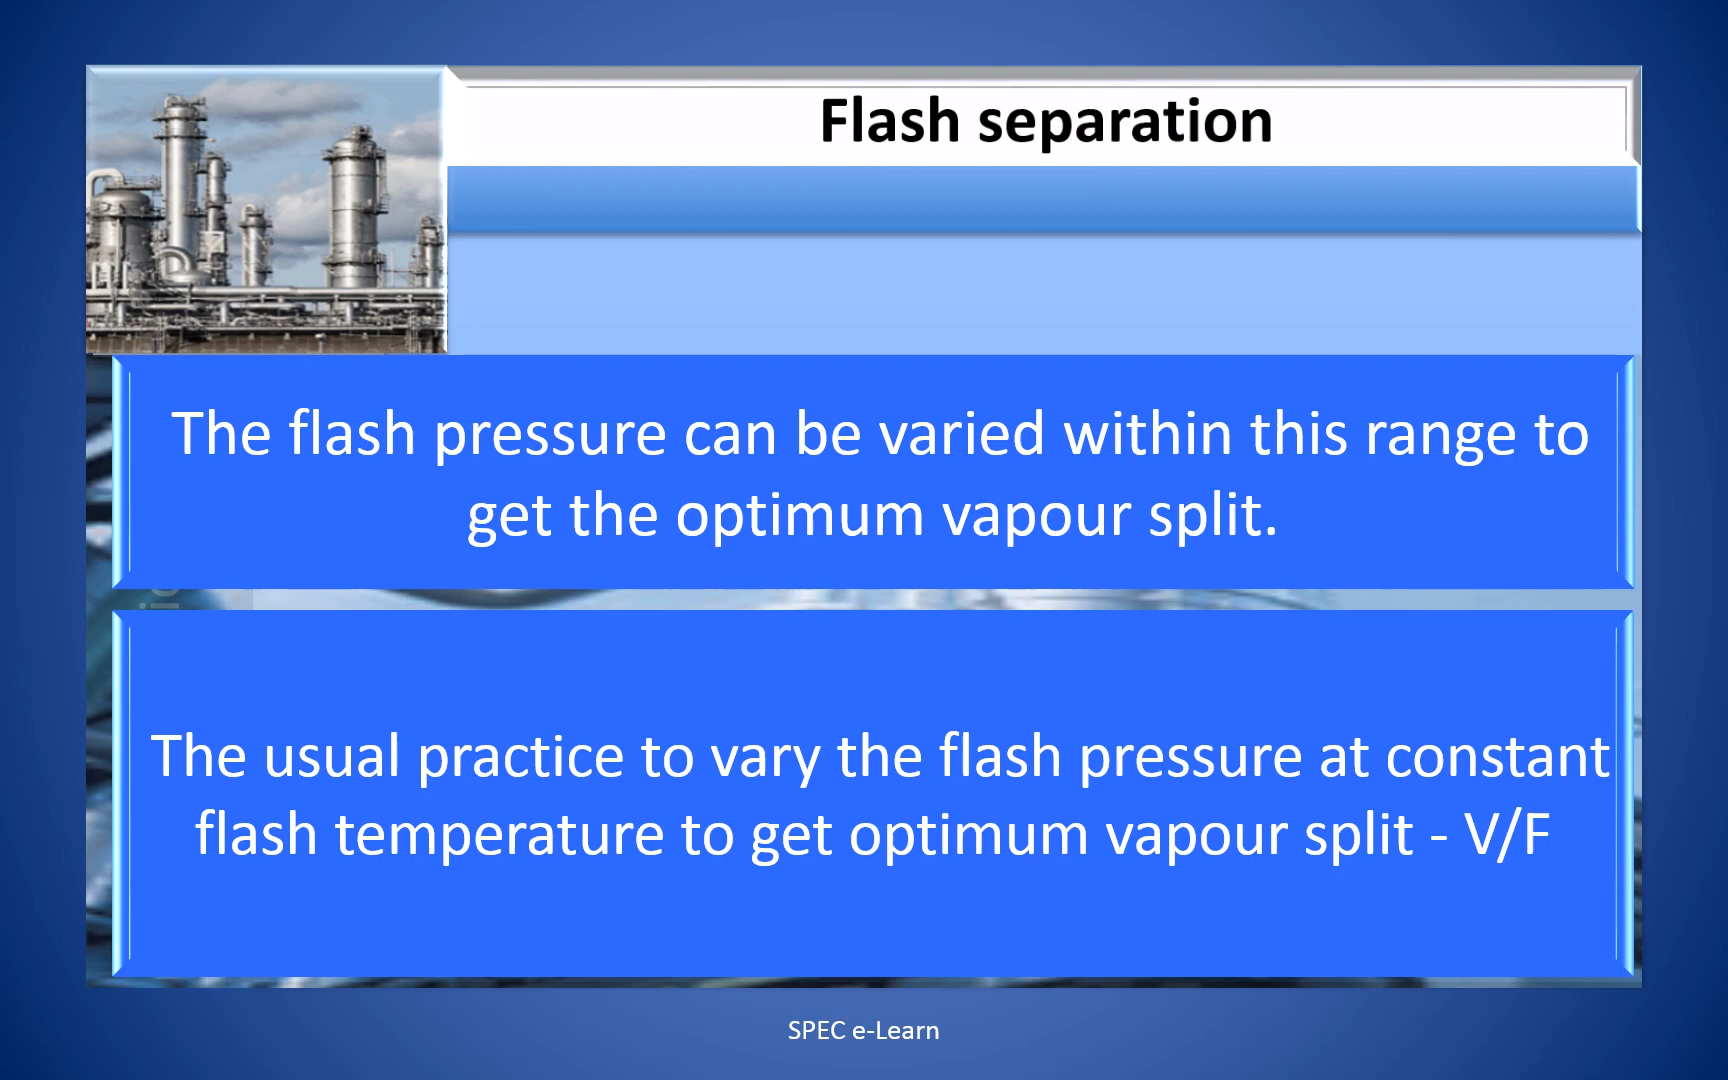 Flash separation
The flash pressure can be varied within this range to
get the optimum vapour split.
The usual practice to vary the flash pressure at constant
flash temperature to get optimum vapour split - V/F
SPEC e-Learn